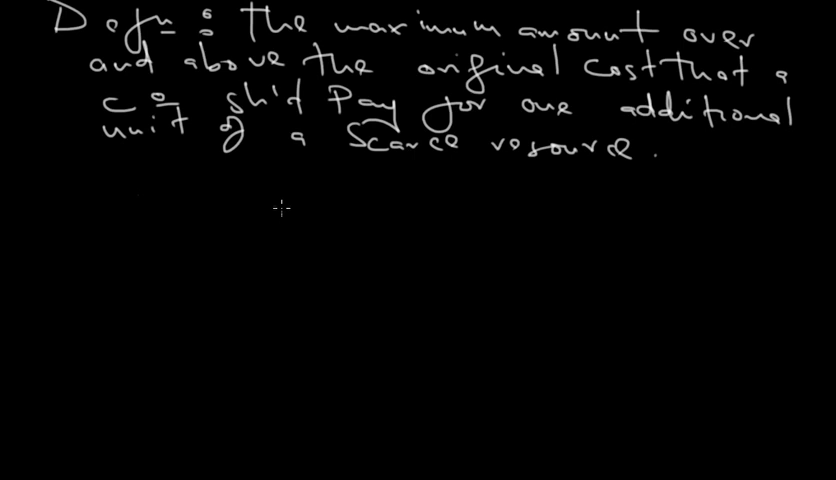 Defn : the maximum amount over
and above the original cost that a
co shld Pay for one additional
unit of a Scarce resource.